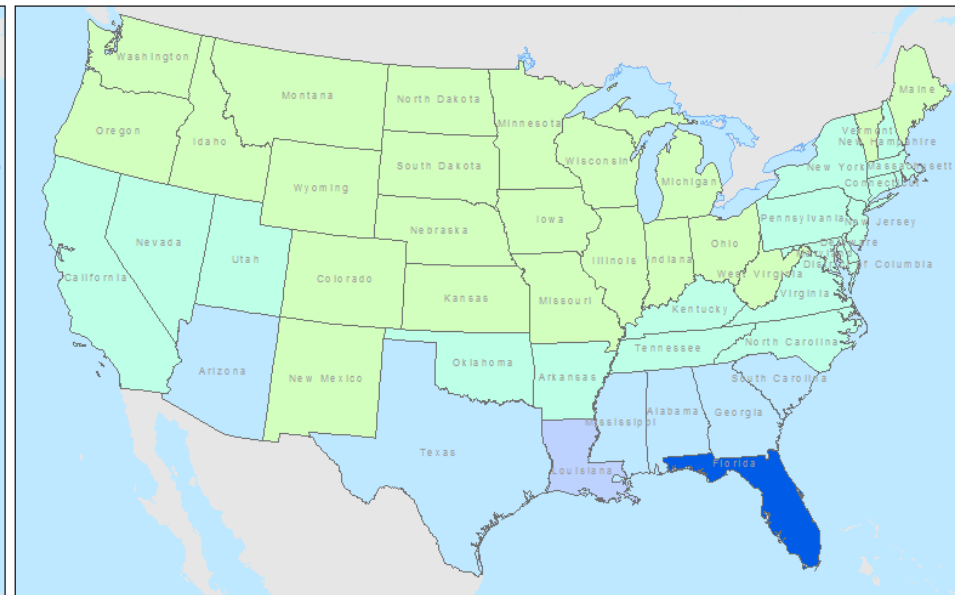 Washington
Montana
North Dakota
Minnesota
Maine
Oregon
Idaho
Vermont
New Hampshire
Wisconsin
South Dakota
New York
Massachusetts
Michigan
Connecticut
Wyoming
Iowa
Pennsylvania
New Jersey
Nebraska
Nevada
Ohio
Delaware
Utah
Illinois
Indiana
District of Columbia
California
West Virginia
Colorado
Kansas
Missouri
Virginia
Kentucky
North Carolina
Tennessee
Oklahoma
Arizona
New Mexico
Arkansas
South Carolina
Mississippi
Alabama
Georgia
Texas
Florida
Louisiana